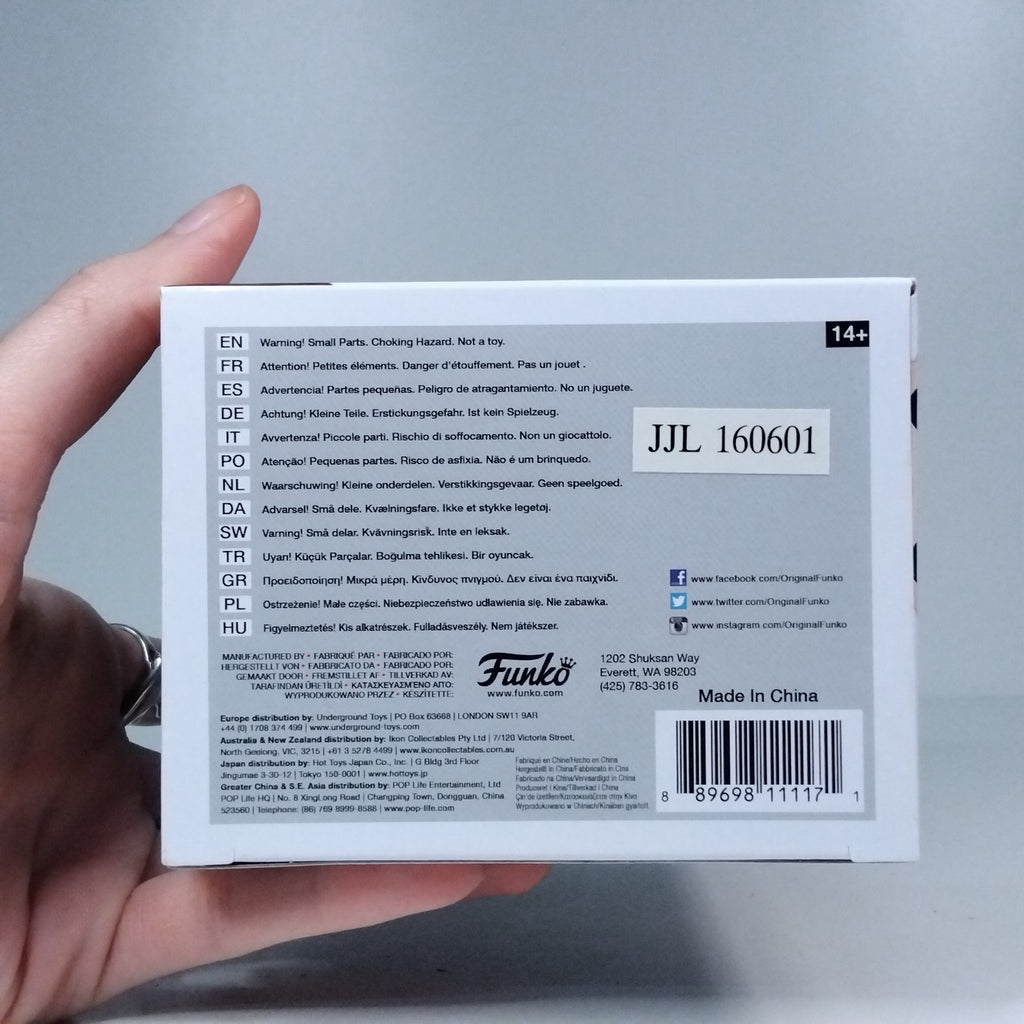 14+
EN Warning! Small Parts. Choking Hazard. Not a toy.
FR Attention! Petites éléments. Danger d'étouffement. Pas un jouet .
ES Advertencia! Partes pequeñas. Peligro de atragantamiento. No un juguete.
DE Achtung! Kleine Teile. Erstickungsgefahr. Ist kein Spielzeug.
IT Avvertenza! Piccole parti. Rischio di soffocamento. Non un giocattolo.
PO Atenção! Pequenas partes. Risco de asfixia. Não é um brinquedo.
NL Waarschuwing! Kleine onderdelen. Verstikkingsgevaar. Geen speelgoed.
DA Advarsel! Små dele. Kvælningsfare. Ikke et stykke legetøj.
SW Varning! Små delar. Kvävningsrisk. Inte en leksak.
TR Uyarı! Küçük Parçalar. Boğulma tehlikesi. Bir oyuncak.
GR Προειδοποίηση! Μικρά μέρη. Κίνδυνος πνιγμού. Δεν είναι ένα παιχνίδι.
PL Ostrzeżenie! Małe części. Niebezpieczeństwo udławienia się. Nie zabawka.
HU Figyelmeztetés! Kis alkatrészek. Fulladásveszély. Nem játékszer.
JJL 160601
www.facebook.com/OriginalFunko
www.twitter.com/OriginalFunko
www.instagram.com/OriginalFunko
MANUFACTURED BY • FABRIQUÉ PAR • FABRICADO POR:
HERGESTELLT VON • FABBRICATO DA • FABRICADO POR:
GEMAAKT DOOR • FREMSTILLET AF • TILLVERKAD AV:
TARAFINDAN ÜRETİLDİ • ΚΑΤΑΣΚΕΥΑΣΜΈΝΟ ΑΠΌ:
WYPRODUKOWANO PRZEZ • KÉSZÍTETTE:
Funko
www.funko.com
1202 Shuksan Way
Everett, WA 98203
(425) 783-3616
Made In China
Europe distribution by: Underground Toys | PO Box 63668 | LONDON SW11 9AR
+44 (0) 1708 374 499 | www.underground-toys.com
Australia & New Zealand distribution by: Ikon Collectables Pty Ltd | 7/120 Victoria Street,
North Geelong, VIC, 3215 | +61 3 5278 4499 | www.ikoncollectables.com.au
Japan distribution by: Hot Toys Japan Co., Inc. | G Bldg 3rd Floor
Jingumae 3-30-12 | Tokyo 150-0001 | www.hottoys.jp
Greater China & S.E. Asia distribution by: POP Life Entertainment, Ltd
POP Life HQ | No. 8 XingLong Road | Changping Town, Dongguan, China
523560 | Telephone: (86) 769 8999-8588 | www.pop-life.com
Fabriqué en Chine/Hecho en China
Hergestellt in China/Fabbricato in Cina
Fabricado na China/Vervaardigd in China
Produceret i Kina/Tillverkad i China
Wyprodukowano w Chinach/Kínában gyártott
8 89698 11117 1